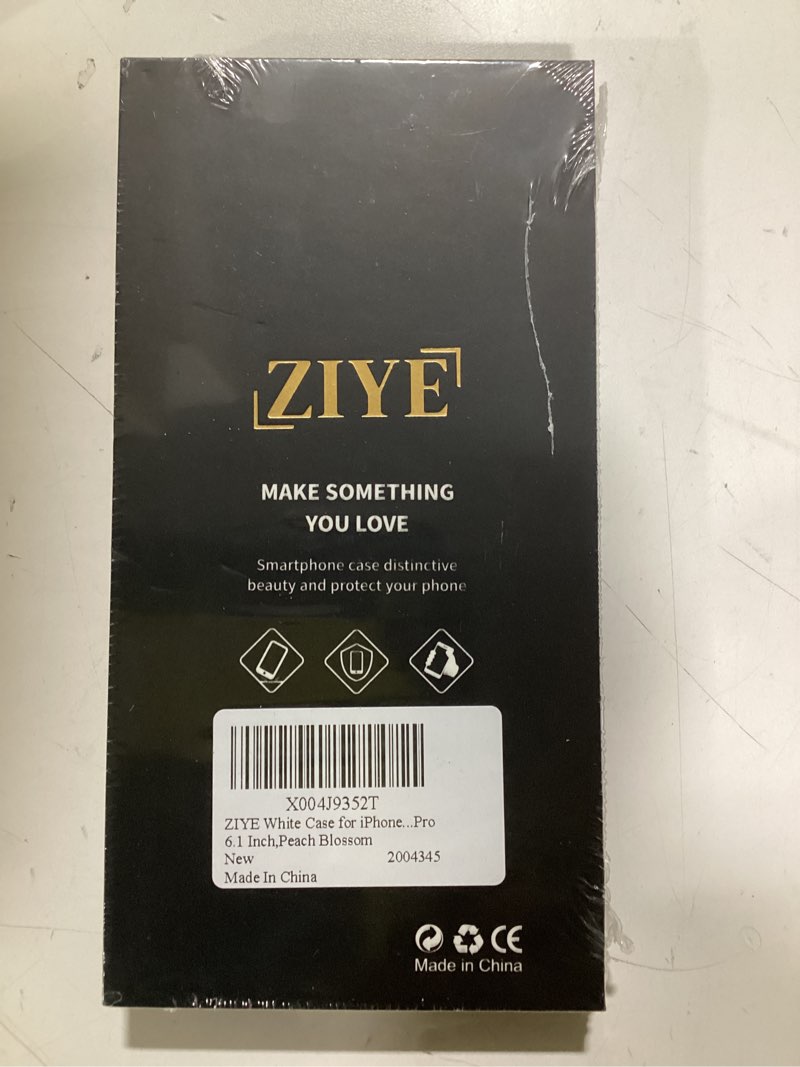 ZIYE
MAKE SOMETHING
YOU LOVE
Smartphone case distinctive
beauty and protect your phone
X004J9352T
ZIYE White Case for iPhone...Pro
6.1 Inch,Peach Blossom
New 2004345
Made In China
CE
Made in China